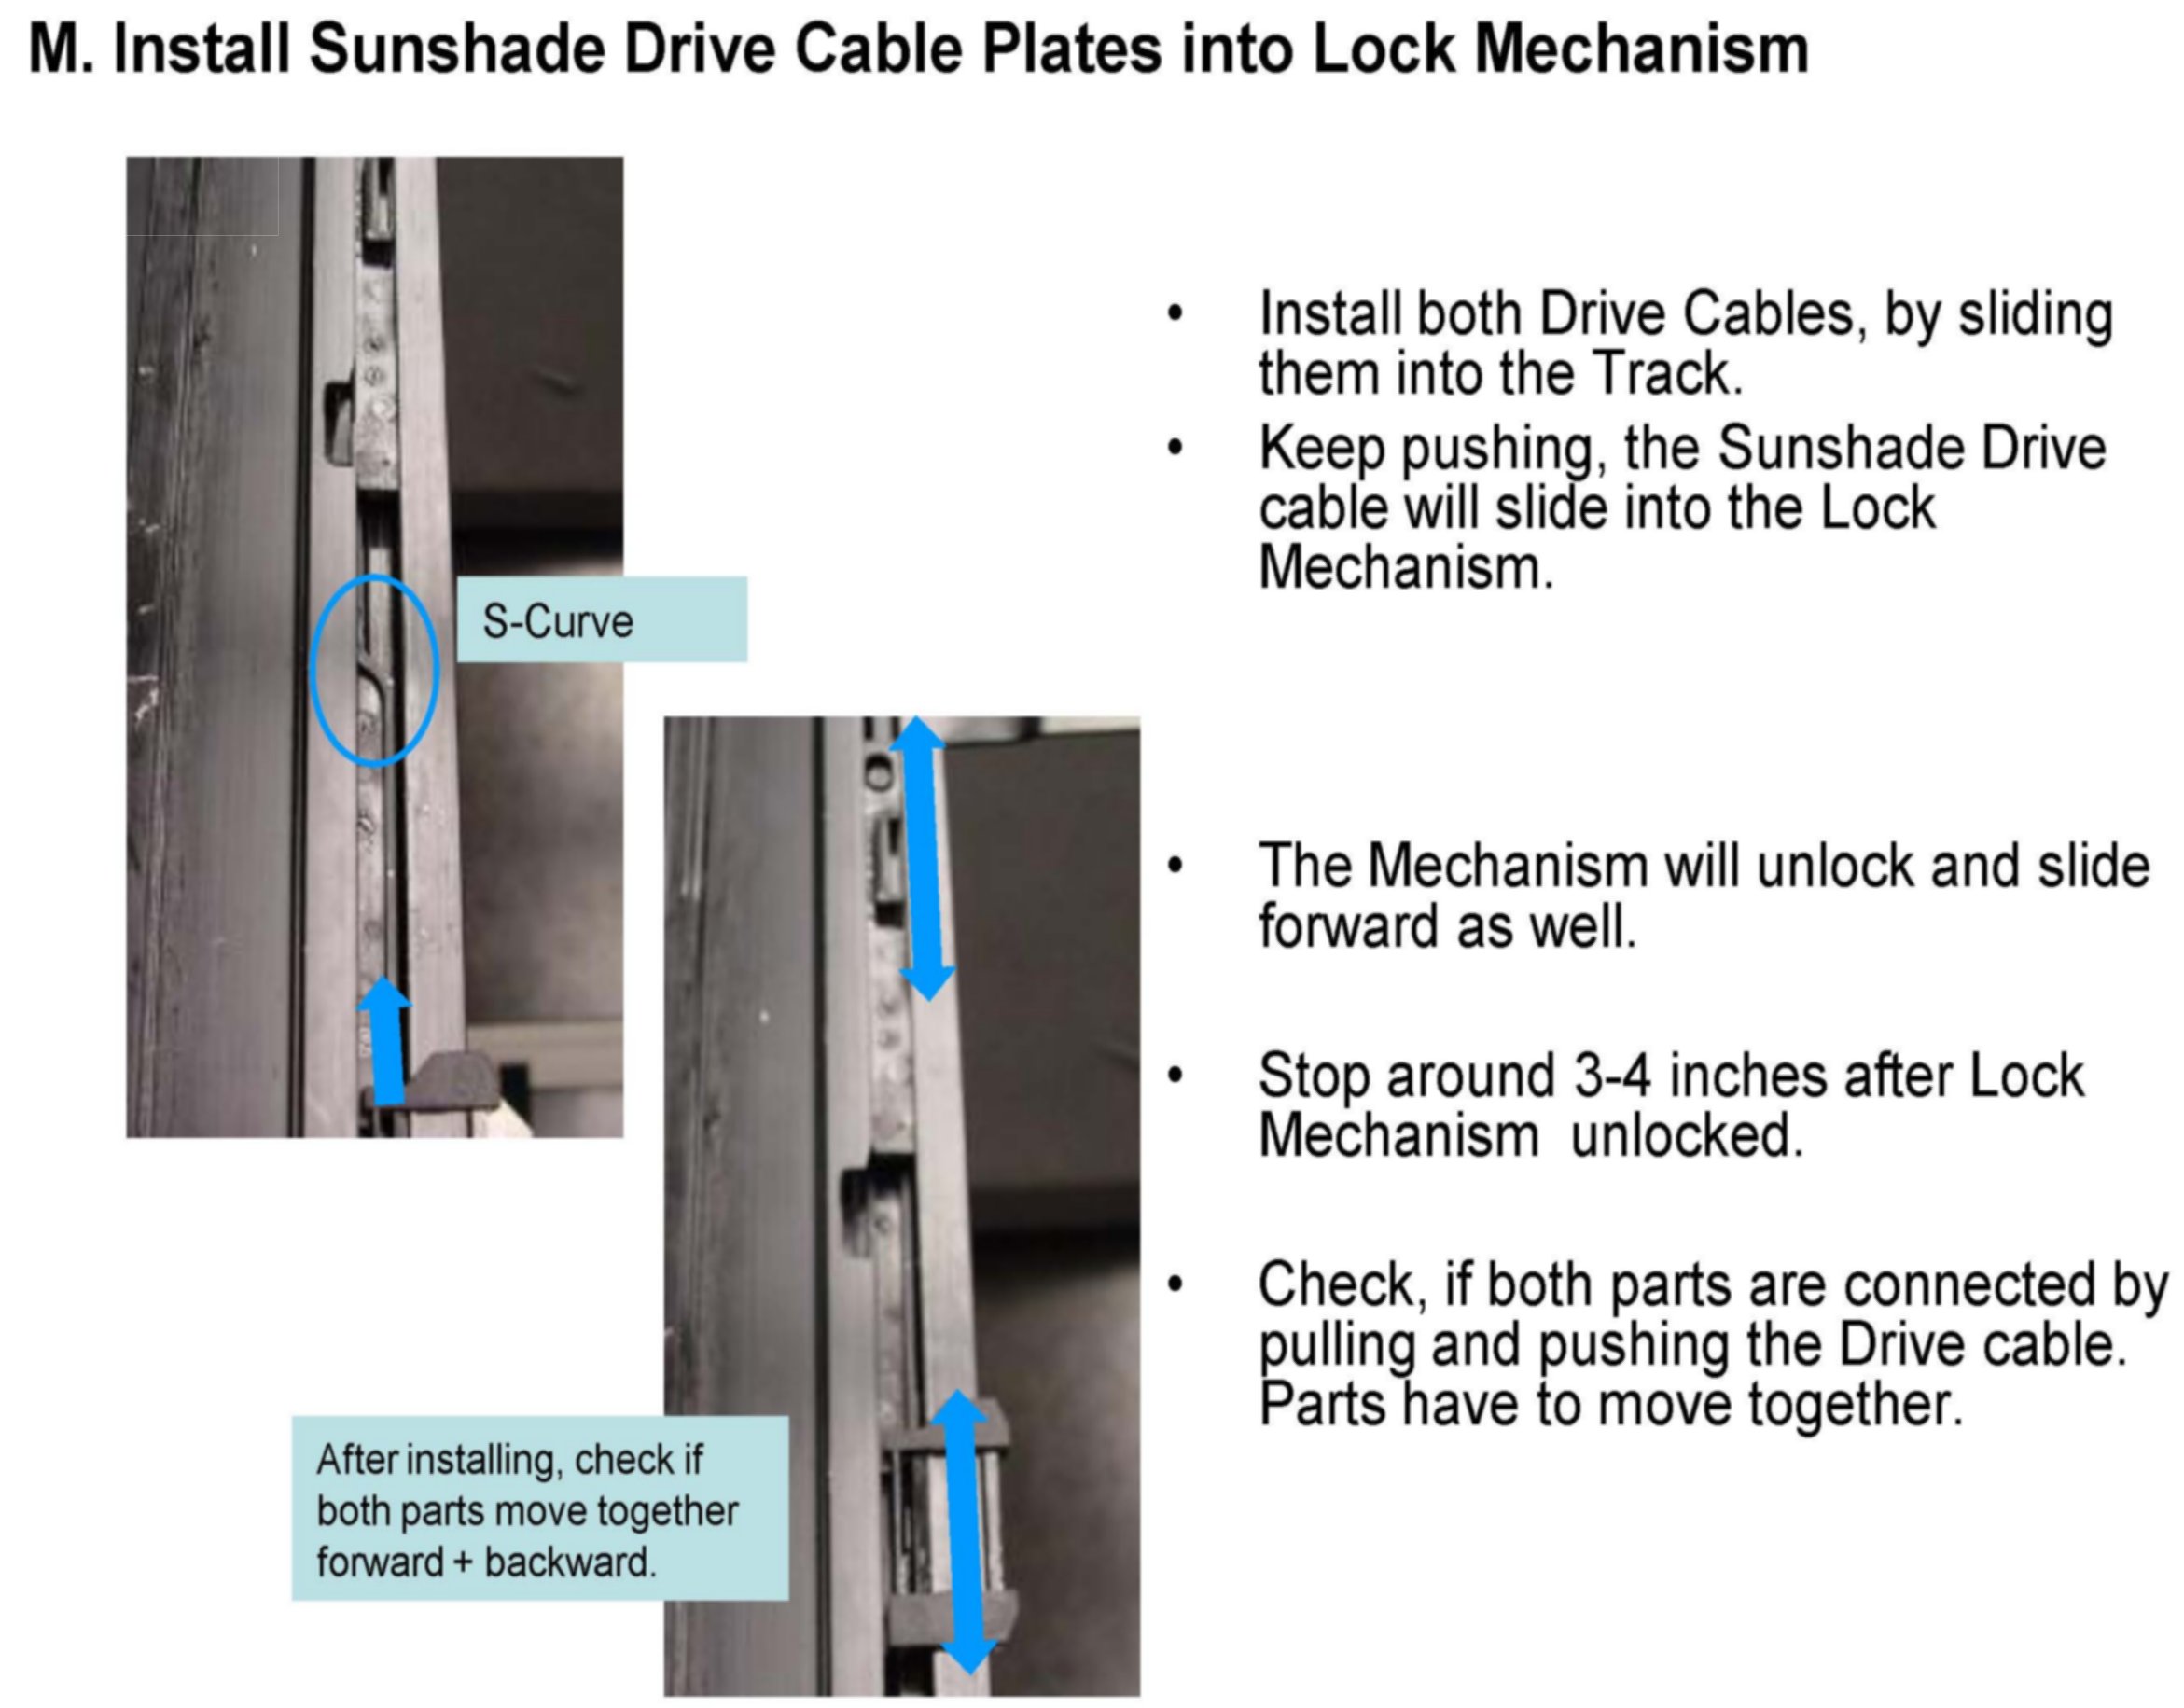 M. Install Sunshade Drive Cable Plates into Lock Mechanism
• Install both Drive Cables, by sliding
them into the Track.
• Keep pushing, the Sunshade Drive
cable will slide into the Lock
Mechanism.
S-Curve
• The Mechanism will unlock and slide
forward as well.
• Stop around 3-4 inches after Lock
Mechanism unlocked.
• Check, if both parts are connected by
pulling and pushing the Drive cable.
Parts have to move together.
After installing, check if
both parts move together
forward + backward.